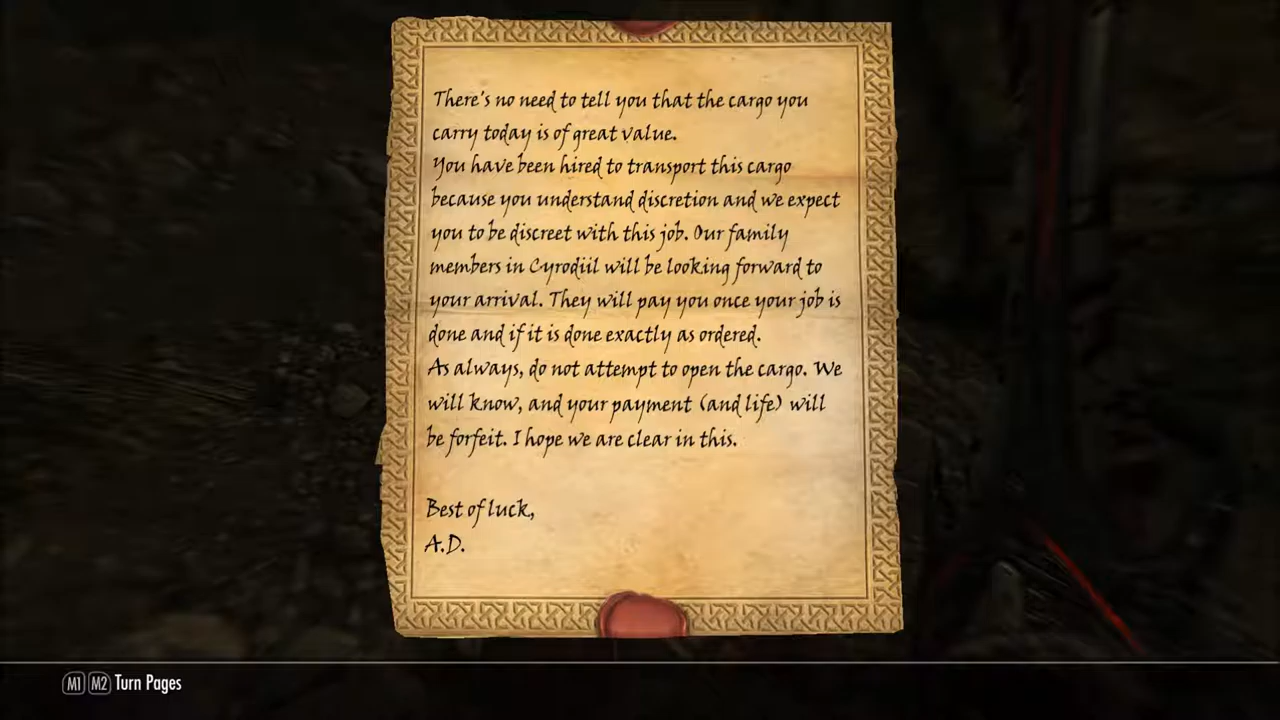 There's no need to tell you that the cargo you
carry today is of great value.
You have been hired to transport this cargo
because you understand discretion and we expect
you to be discreet with this job. Our family
members in Cyrodiil will be looking forward to
your arrival. They will pay you once your job is
done and if it is done exactly as ordered.
As always, do not attempt to open the cargo. We
will know, and your payment (and life) will
be forfeit. I hope we are clear in this.
Best of luck,
A.D.
M1 M2 Turn Pages